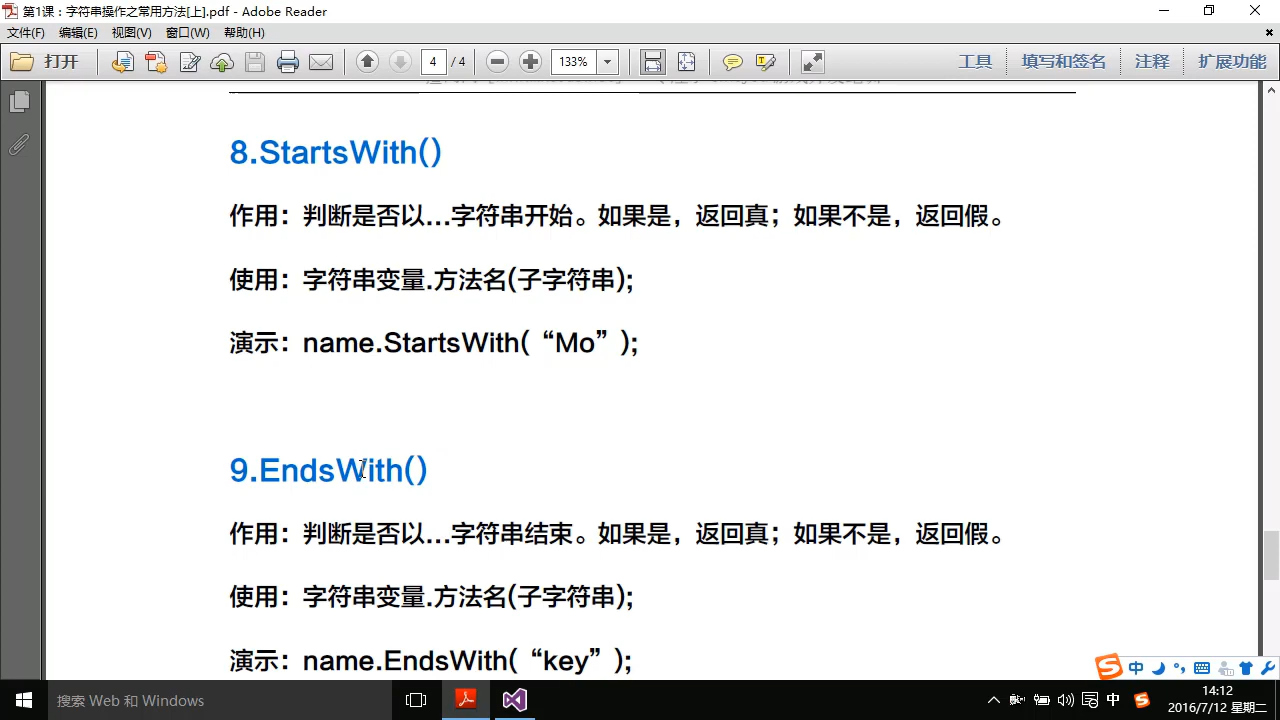 第1课：字符串操作之常用方法[上].pdf - Adobe Reader
文件(F) 编辑(E) 视图(V) 窗口(W) 帮助(H)
打开 4 / 4 133% 工具 填写和签名 注释 扩展功能
8.StartsWith()
作用：判断是否以...字符串开始。如果是，返回真；如果不是，返回假。
使用：字符串变量.方法名(子字符串);
演示：name.StartsWith(“Mo”);
9.EndsWith()
作用：判断是否以...字符串结束。如果是，返回真；如果不是，返回假。
使用：字符串变量.方法名(子字符串);
演示：name.EndsWith(“key”);
中
搜索 Web 和 Windows
中 14:12
2016/7/12 星期二